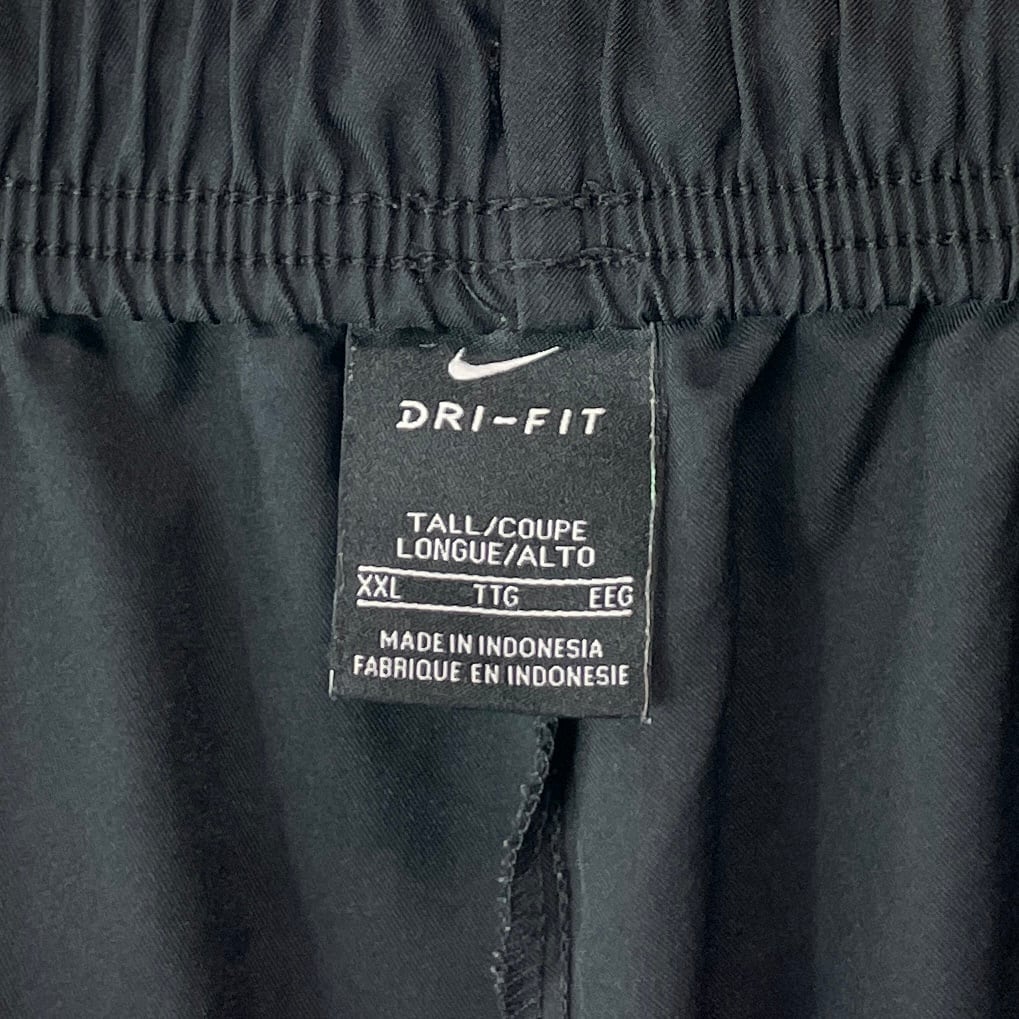 DRI-FIT
TALL/COUPE
LONGUE/ALTO
XXL TTG EEG
MADE IN INDONESIA
FABRIQUE EN INDONESIE